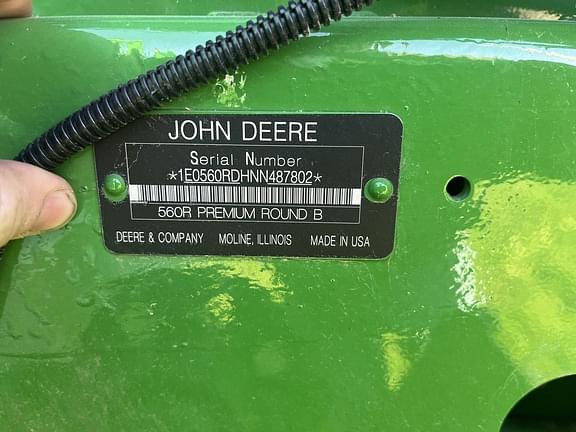 JOHN DEERE
Serial Number
*1E0560RDHNN487802*
560R PREMIUM ROUND B
DEERE & COMPANY MOLINE, ILLINOIS MADE IN USA